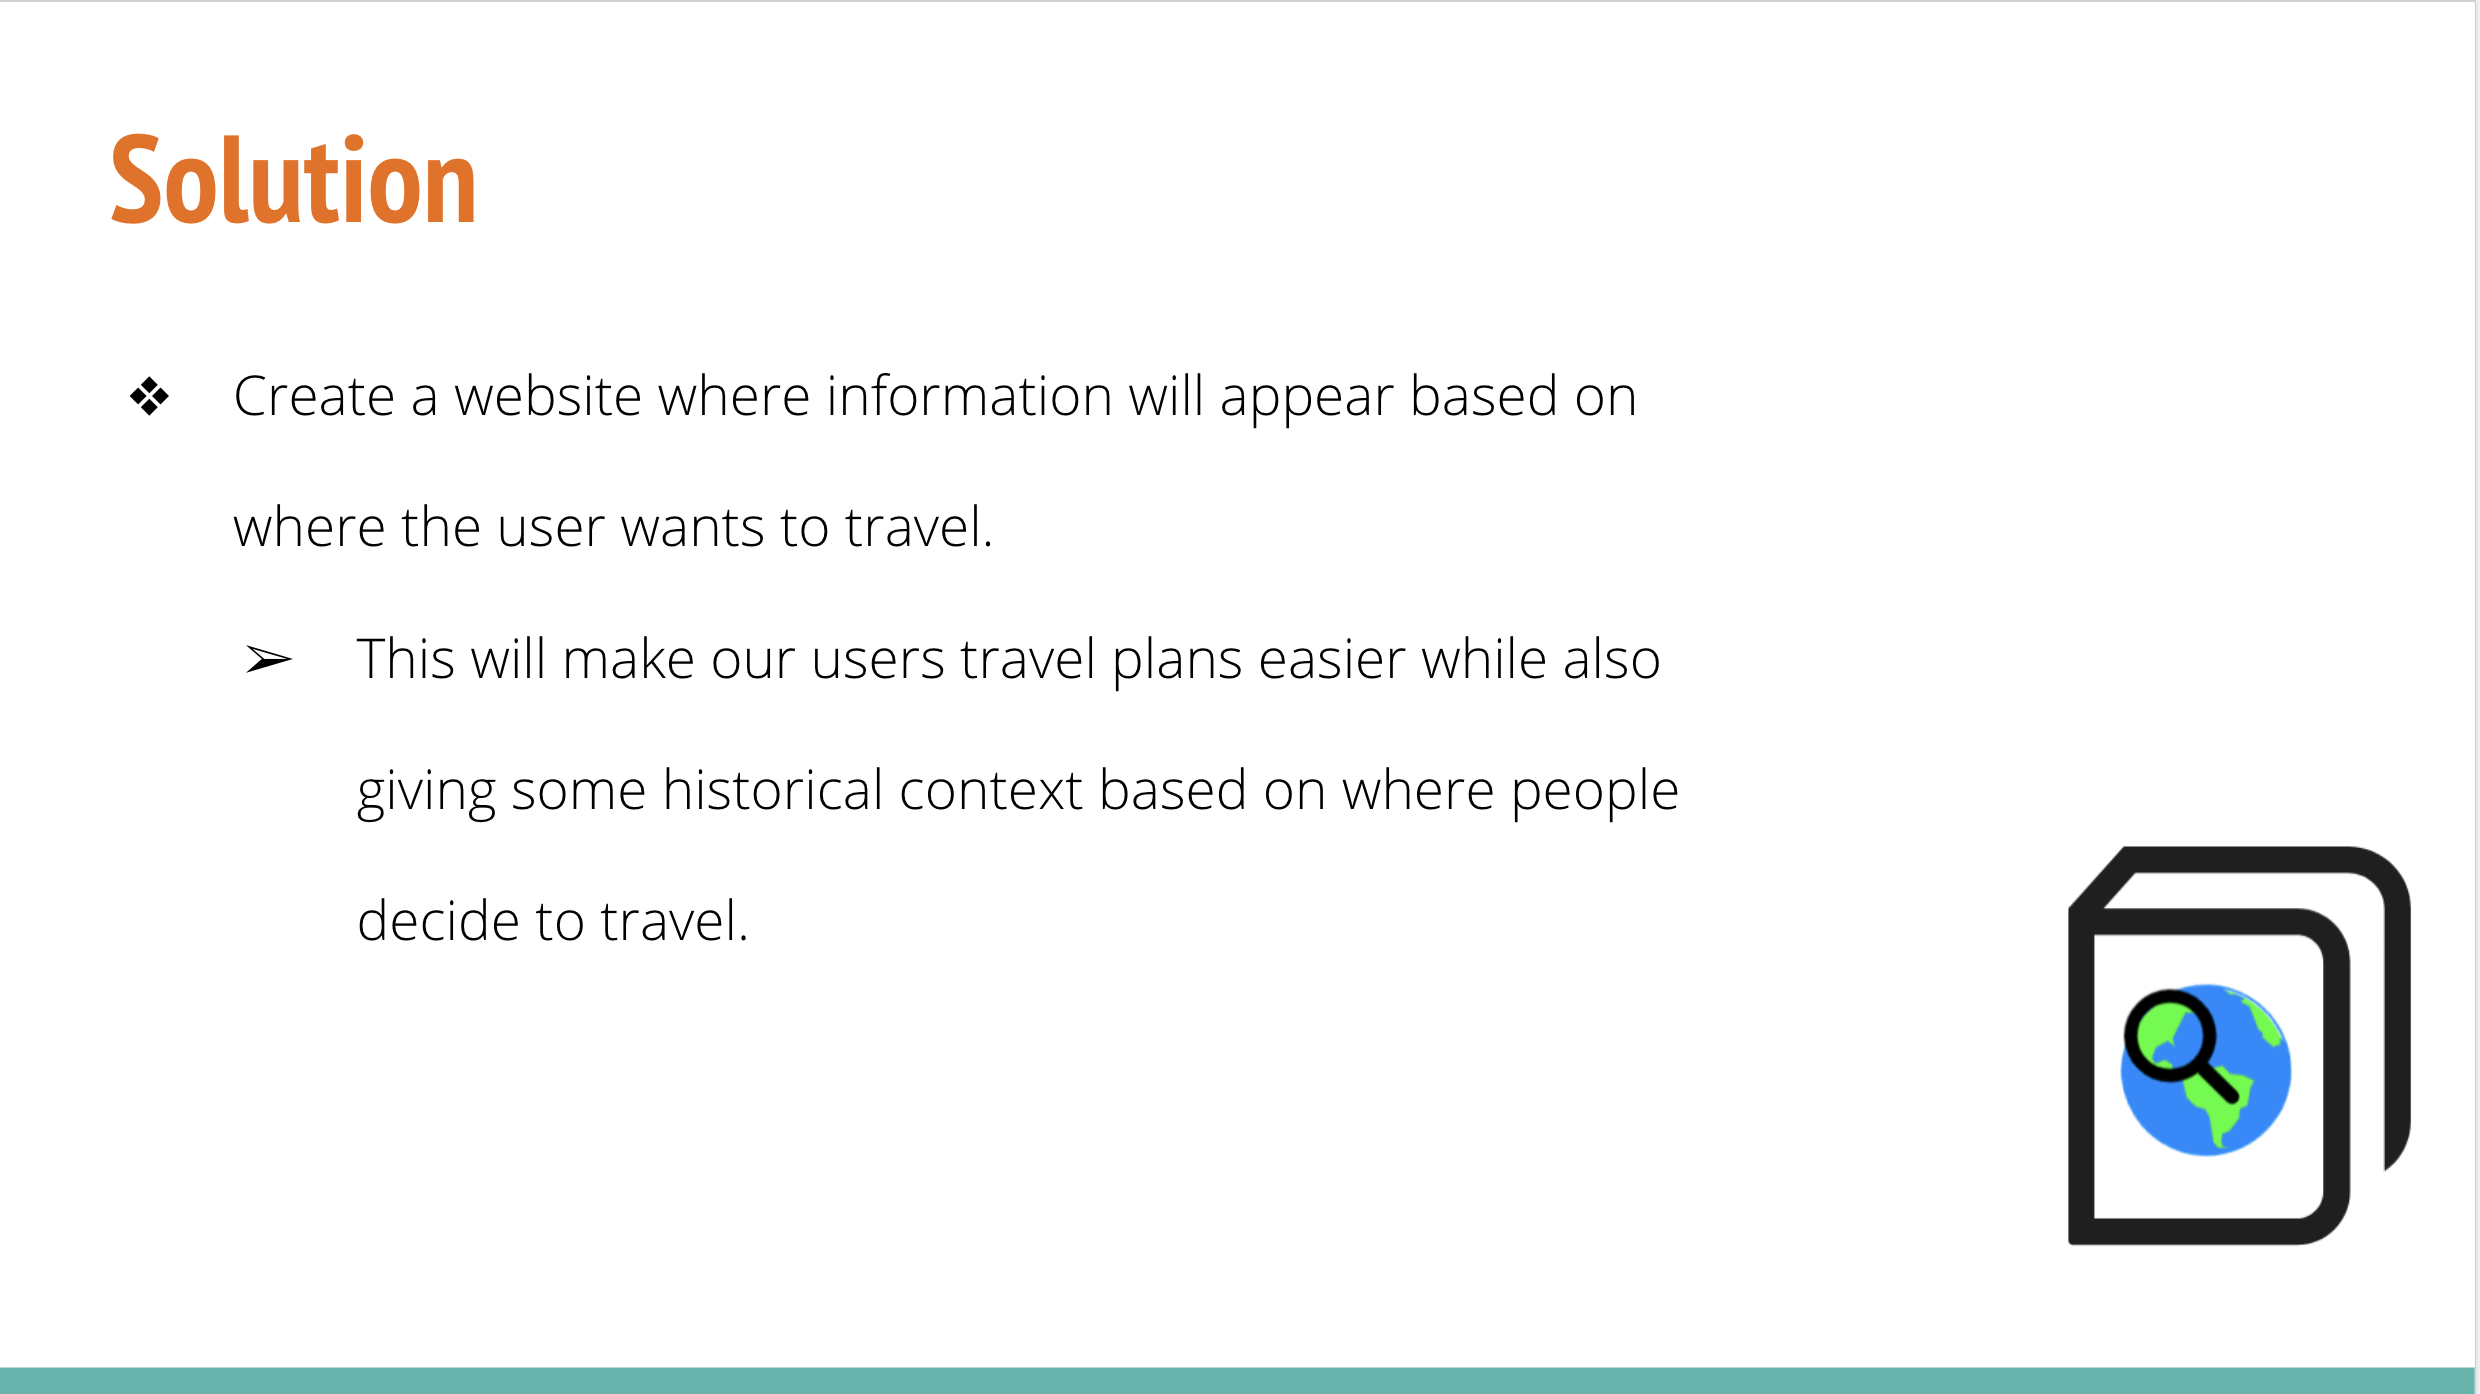 Solution
❖ Create a website where information will appear based on
where the user wants to travel.
➢ This will make our users travel plans easier while also
giving some historical context based on where people
decide to travel.